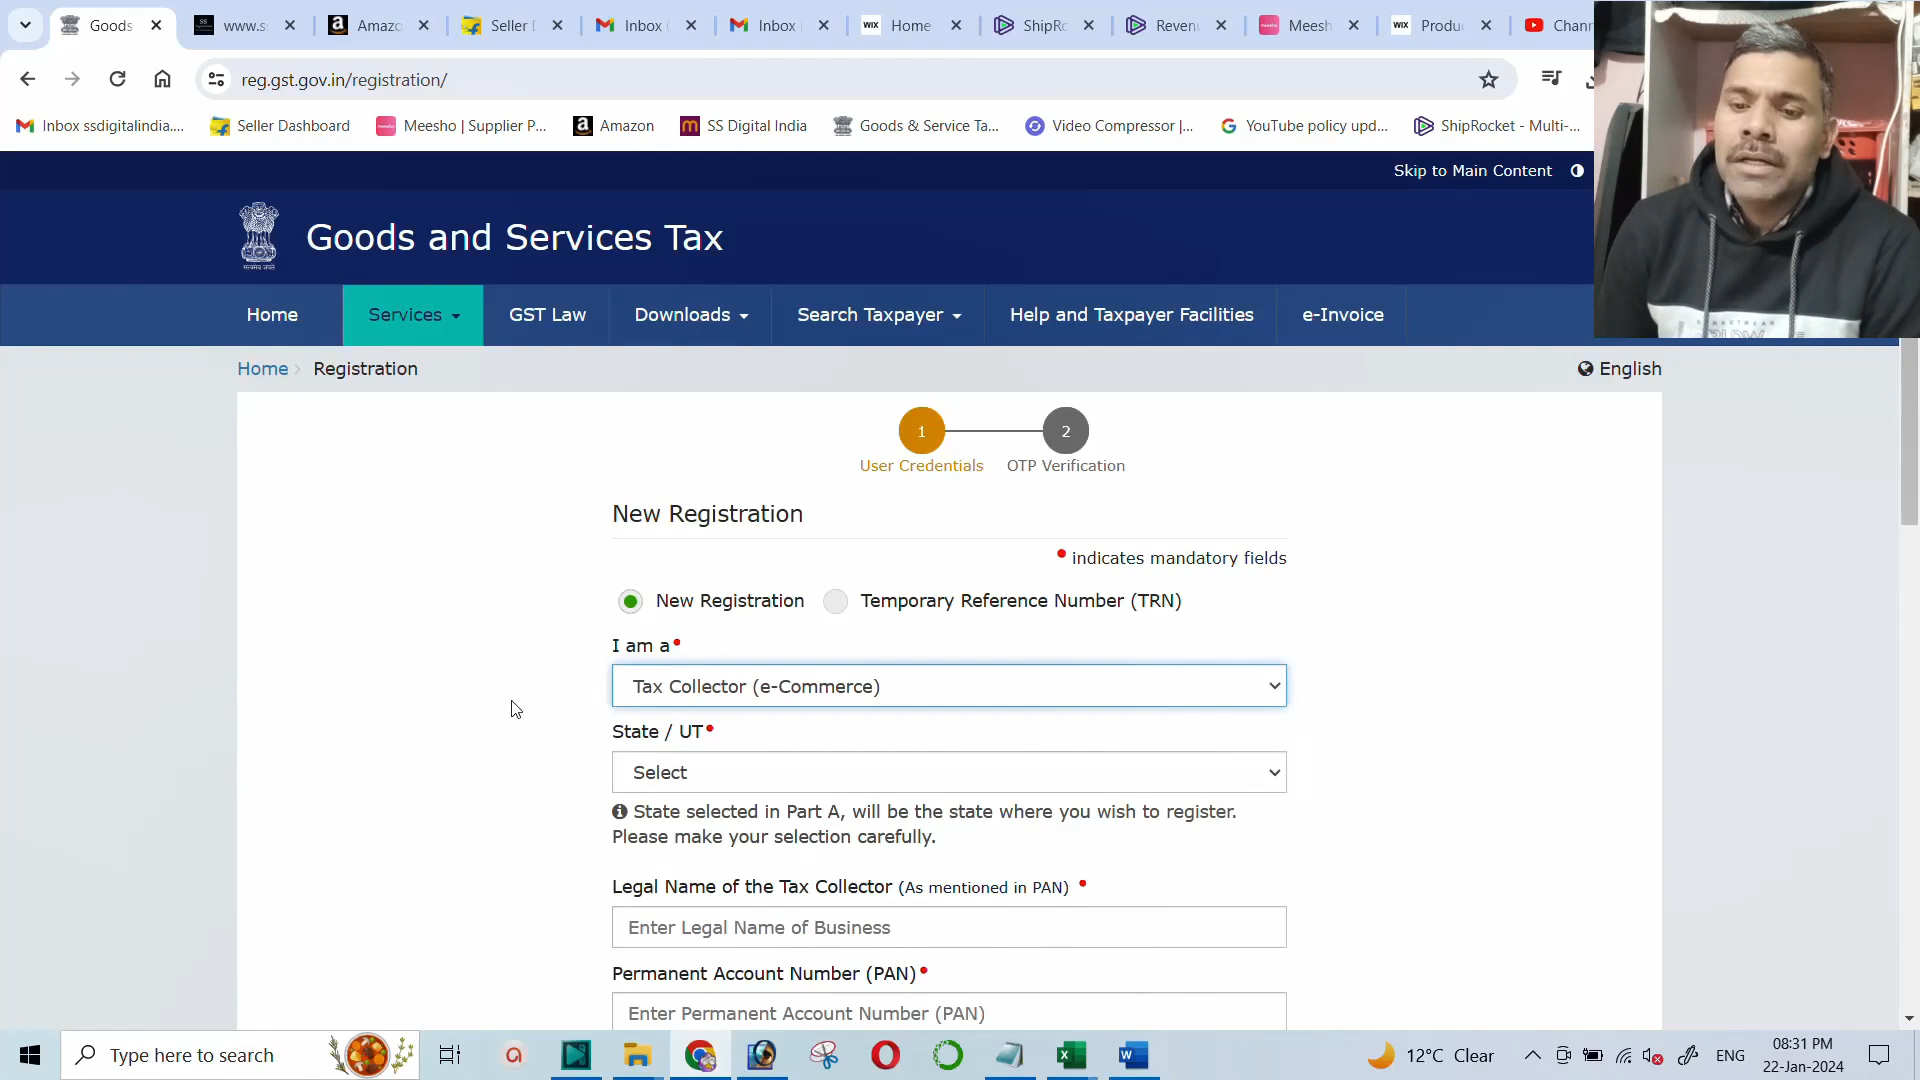 Goods
www.s
Amazo
Seller
Inbox
Inbox
WIX Home
ShipRo
Reven
Meesh
WIX Produ
Chann
reg.gst.gov.in/registration/
Inbox ssdigitalindia....
Seller Dashboard
Meesho | Supplier P...
Amazon
SS Digital India
Goods & Service Ta...
Video Compressor |...
YouTube policy upd...
ShipRocket - Multi-...
Skip to Main Content
सत्यमेव जयते
Goods and Services Tax
Home
Services
GST Law
Downloads
Search Taxpayer
Help and Taxpayer Facilities
e-Invoice
Home › Registration
English
1
2
User Credentials
OTP Verification
New Registration
• indicates mandatory fields
New Registration
Temporary Reference Number (TRN)
I am a•
Tax Collector (e-Commerce)
State / UT•
Select
State selected in Part A, will be the state where you wish to register.
Please make your selection carefully.
Legal Name of the Tax Collector (As mentioned in PAN) •
Enter Legal Name of Business
Permanent Account Number (PAN)•
Enter Permanent Account Number (PAN)
Type here to search
12°C Clear
ENG
08:31 PM
22-Jan-2024